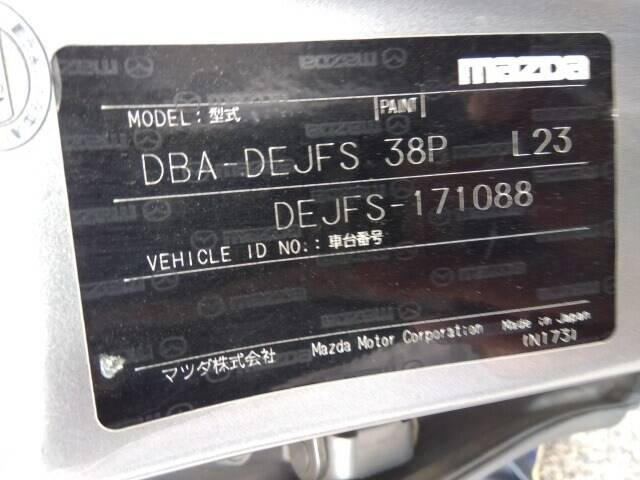 mazda
MODEL: 型式 PAINT
DBA-DEJFS 38P L23
DEJFS-171088
VEHICLE ID NO.: 車台番号
マツダ株式会社 Mazda Motor Corporation Made in Japan
(N173)